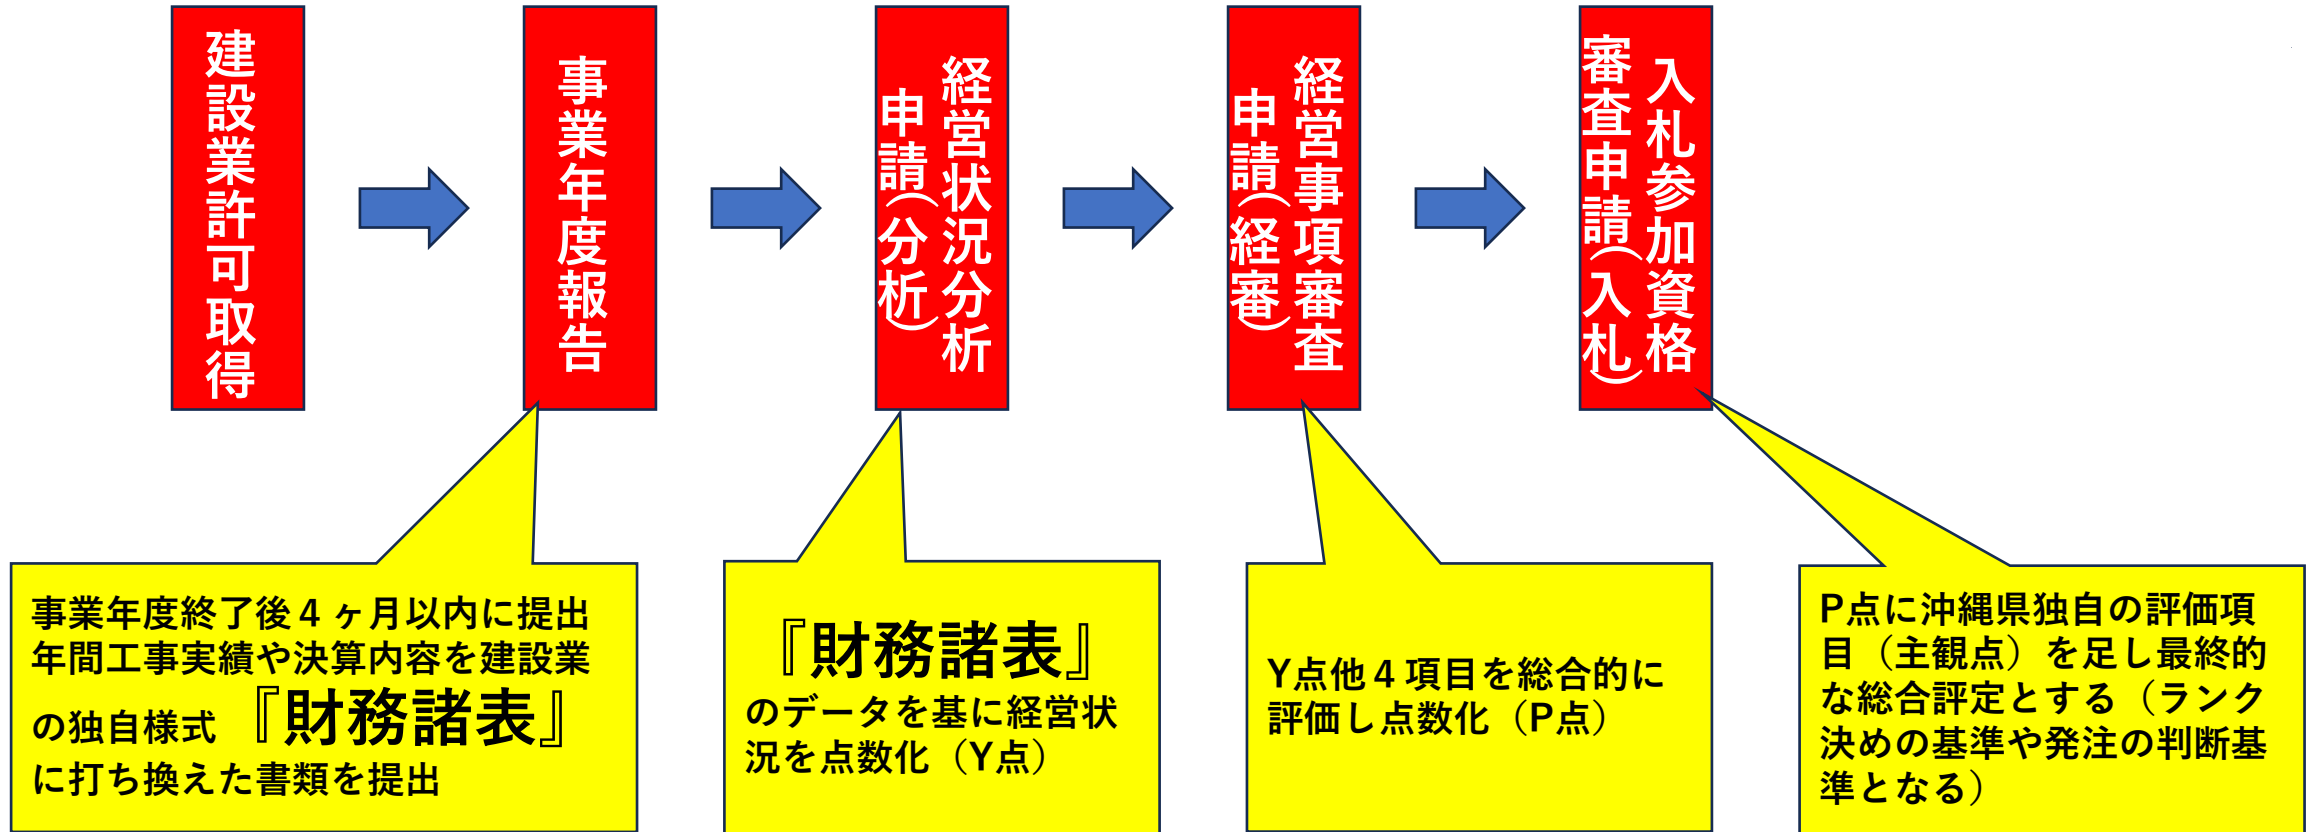 建設業許可取得
事業年度報告
経営状況分析
申請（分析）
経営事項審査
申請（経審）
入札参加資格
審査申請（入札）
事業年度終了後４ヶ月以内に提出
年間工事実績や決算内容を建設業
の独自様式『財務諸表』
に打ち換えた書類を提出
『財務諸表』
のデータを基に経営状
況を点数化（Y点）
Y点他４項目を総合的に
評価し点数化（P点）
P点に沖縄県独自の評価項
目（主観点）を足し最終的
な総合評定とする（ランク
決めの基準や発注の判断基
準となる）